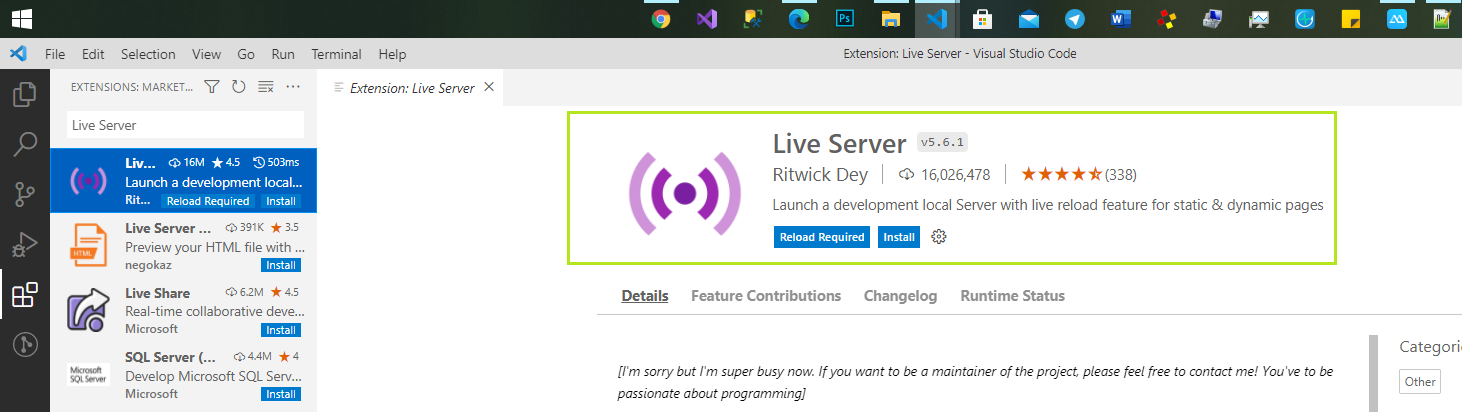 File Edit Selection View Go Run Terminal Help Extension: Live Server - Visual Studio Code
EXTENSIONS: MARKET...
Live Server
Liv... 16M 4.5 503ms
Launch a development local...
Rit... Reload Required Install
Live Server ... 391K 3.5
Preview your HTML file with ...
negokaz Install
HTML
Live Share 6.2M 4.5
Real-time collaborative deve...
Microsoft Install
SQL Server (... 4.4M 4
Develop Microsoft SQL Serv...
Microsoft Install
Microsoft
SQL Server
Extension: Live Server
Live Server v5.6.1
Ritwick Dey 16,026,478 (338)
Launch a development local Server with live reload feature for static & dynamic pages
Reload Required Install
Details Feature Contributions Changelog Runtime Status
[I'm sorry but I'm super busy now. If you want to be a maintainer of the project, please feel free to contact me! You've to be
passionate about programming]
Categori
Other
Ps
W